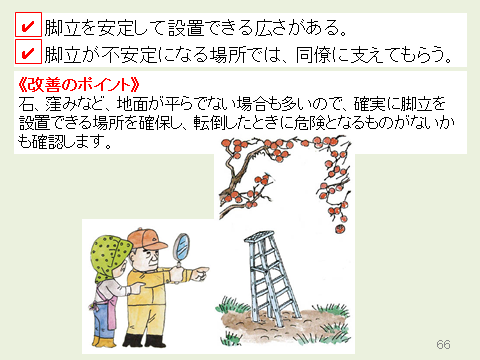 ✔ 脚立を安定して設置できる広さがある。
✔ 脚立が不安定になる場所では、同僚に支えてもらう。
《改善のポイント》
石、窪みなど、地面が平らでない場合も多いので、確実に脚立を
設置できる場所を確保し、転倒したときに危険となるものがないか
も確認します。
66